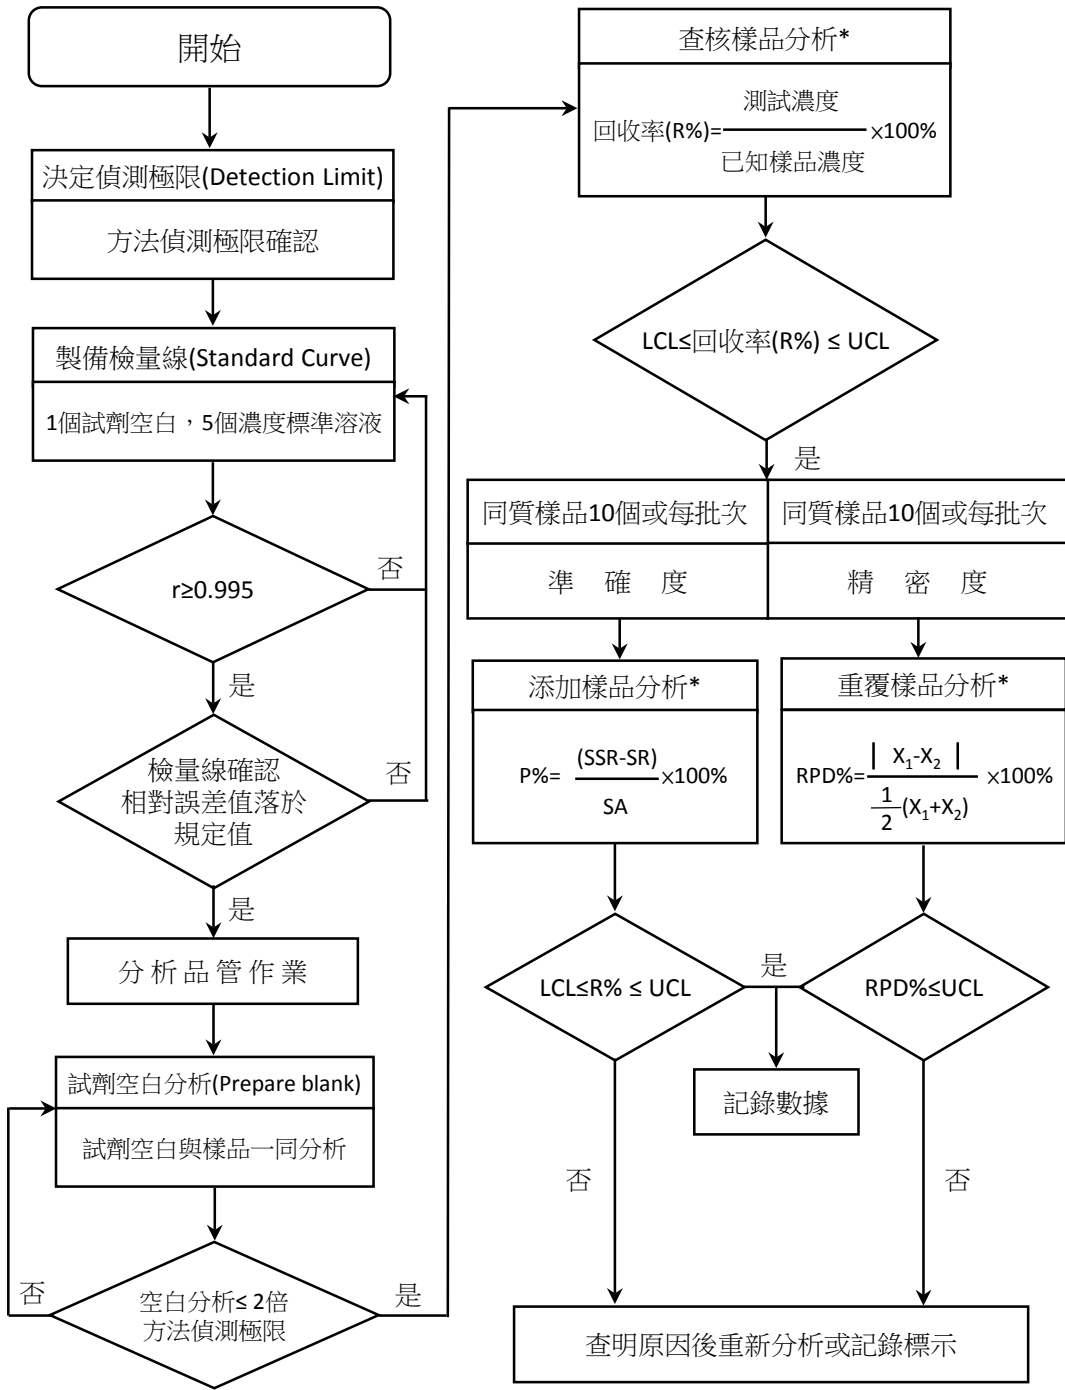 開始
決定偵測極限(Detection Limit)
方法偵測極限確認
製備檢量線(Standard Curve)
1個試劑空白，5個濃度標準溶液
r≥0.995
否
是
檢量線確認
相對誤差值落於
規定值
否
是
分析品管作業
試劑空白分析(Prepare blank)
試劑空白與樣品一同分析
空白分析≤ 2倍
方法偵測極限
否
是
查核樣品分析*
測試濃度
回收率(R%)= ×100%
已知樣品濃度
LCL≤回收率(R%) ≤ UCL
是
同質樣品10個或每批次
同質樣品10個或每批次
準 確 度
精 密 度
添加樣品分析*
(SSR-SR)
P%= ×100%
SA
重覆樣品分析*
| X₁-X₂ |
RPD%= ×100%
1/2(X₁+X₂)
LCL≤R% ≤ UCL
是
RPD%≤UCL
記錄數據
否
否
查明原因後重新分析或記錄標示